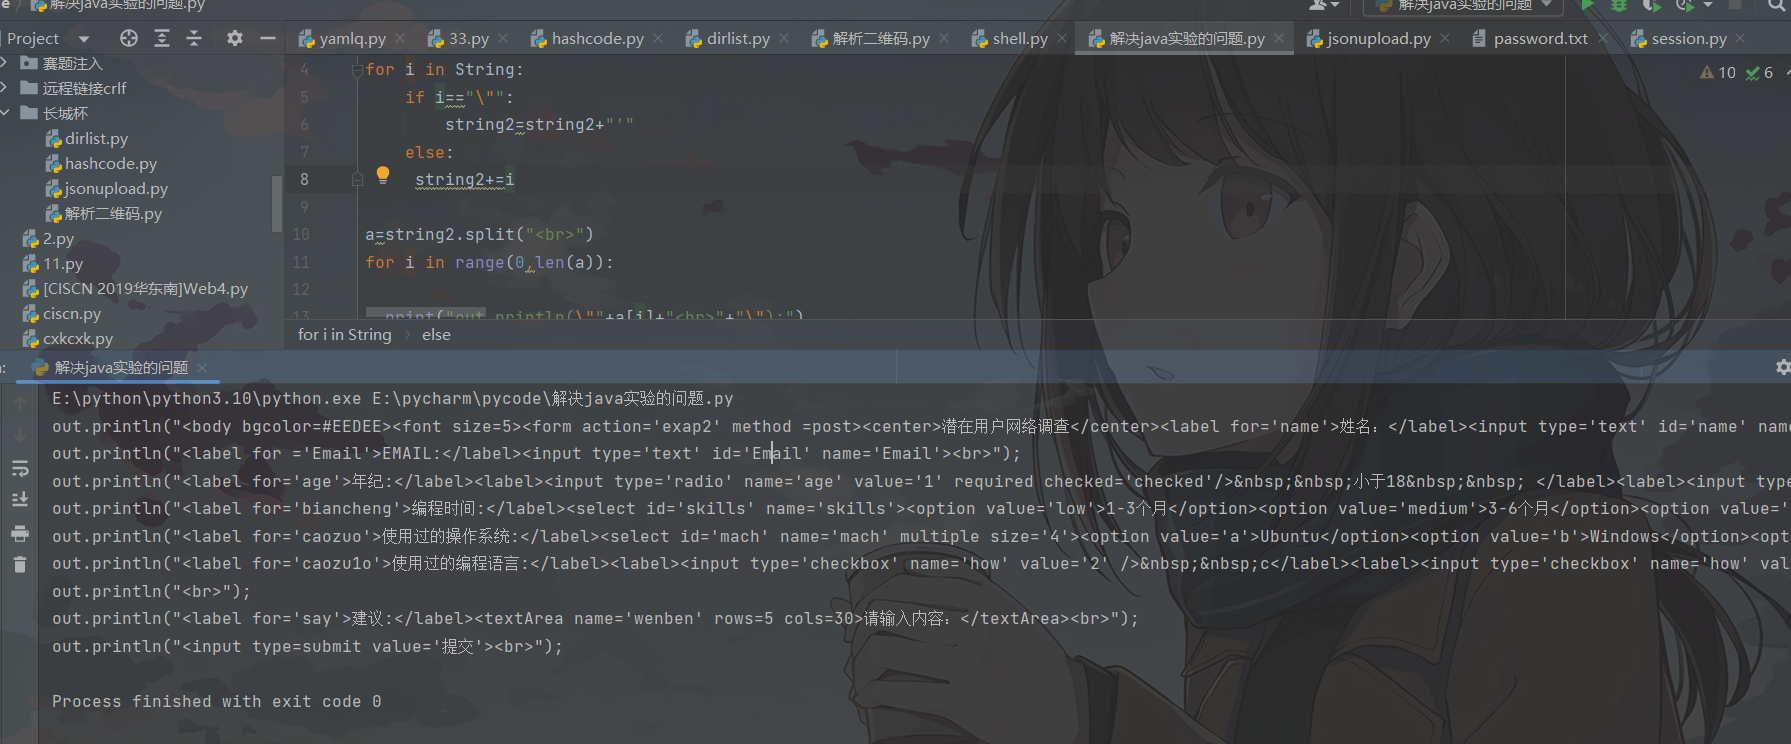 e 解决java实验的问题.py
解决java实验的问题
Project
yamlq.py
33.py
hashcode.py
dirlist.py
解析二维码.py
shell.py
解决java实验的问题.py
jsonupload.py
password.txt
session.py
赛题注入
远程链接crlf
长城杯
dirlist.py
hashcode.py
jsonupload.py
解析二维码.py
2.py
11.py
[CISCN 2019华东南]Web4.py
ciscn.py
cxkcxk.py
10 6
4 for i in String:
5 if i=="\"":
6 string2=string2+"'"
7 else:
8 string2+=i
9
10 a=string2.split("<br>")
11 for i in range(0,len(a)):
12
13 print("out.println(\""+a[i]+"<br>"+"\");")
for i in String › else
解决java实验的问题
E:\python\python3.10\python.exe E:\pycharm\pycode\解决java实验的问题.py
out.println("<body bgcolor=#EEDEE><font size=5><form action='exap2' method =post><center>潜在用户网络调查</center><label for='name'>姓名: </label><input type='text' id='name' nam
out.println("<label for ='Email'>EMAIL:</label><input type='text' id='Email' name='Email'><br>");
out.println("<label for='age'>年纪:</label><label><input type='radio' name='age' value='1' required checked='checked'/>&nbsp;&nbsp;小于18&nbsp;&nbsp; </label><label><input type
out.println("<label for='biancheng'>编程时间:</label><select id='skills' name='skills'><option value='low'>1-3个月</option><option value='medium'>3-6个月</option><option value='
out.println("<label for='caozuo'>使用过的操作系统:</label><select id='mach' name='mach' multiple size='4'><option value='a'>Ubuntu</option><option value='b'>Windows</option><opt
out.println("<label for='caozu1o'>使用过的编程语言:</label><label><input type='checkbox' name='how' value='2' />&nbsp;&nbsp;c</label><label><input type='checkbox' name='how' val
out.println("<br>");
out.println("<label for='say'>建议:</label><textArea name='wenben' rows=5 cols=30>请输入内容: </textArea><br>");
out.println("<input type=submit value='提交'><br>");
Process finished with exit code 0